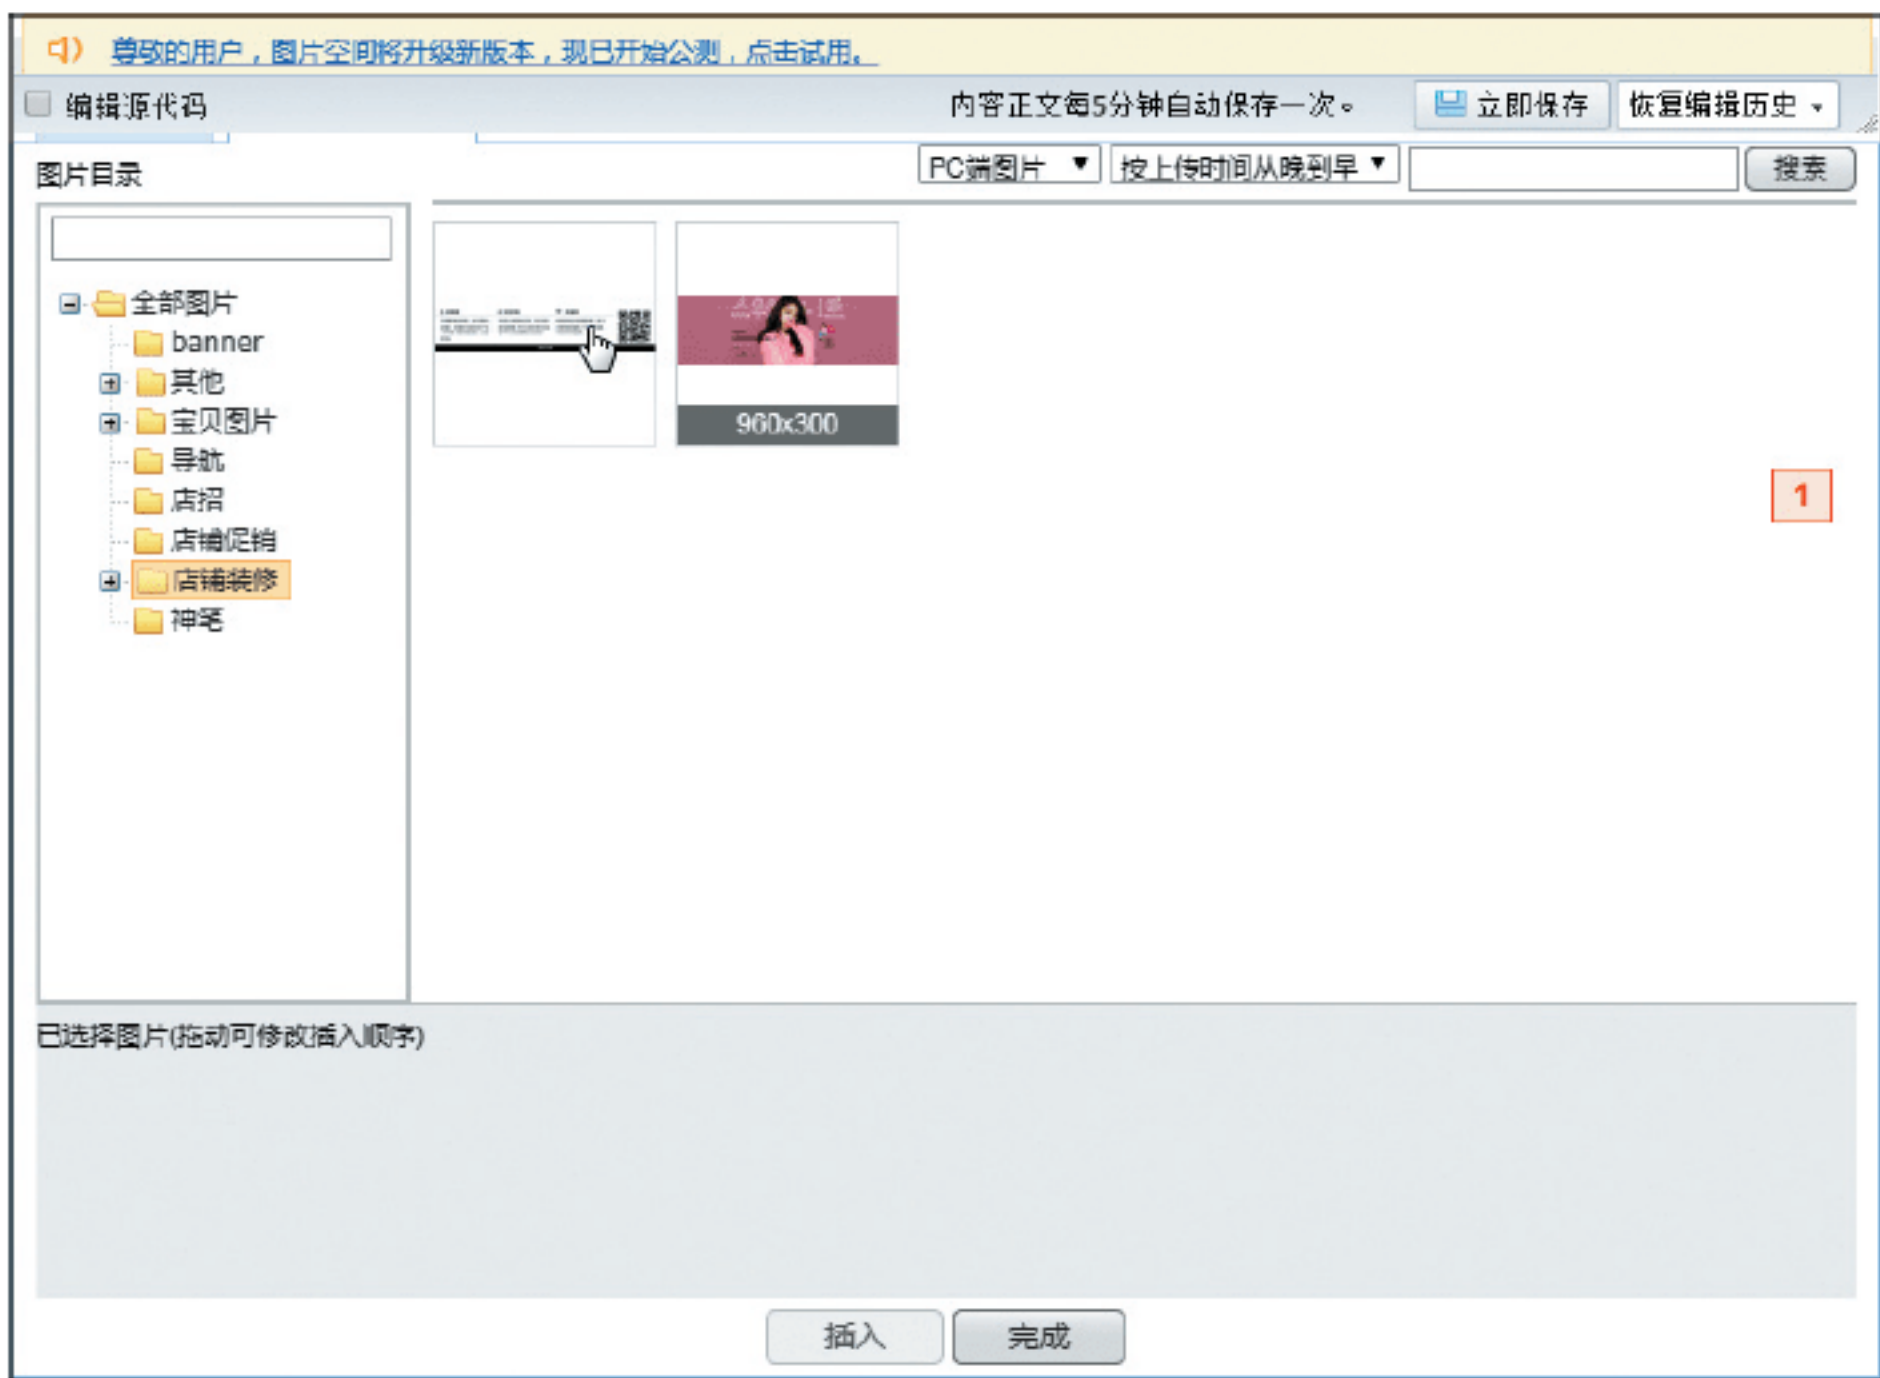 尊敬的用户，图片空间将升级新版本，现已开始公测，点击试用。
编辑源代码 内容正文每5分钟自动保存一次。 立即保存 恢复编辑历史
图片目录 PC端图片 按上传时间从晚到早 搜索
全部图片
banner
其他
宝贝图片
导航
店招
店铺促销
店铺装修
神笔
960x300
1
已选择图片(拖动可修改插入顺序)
插入 完成